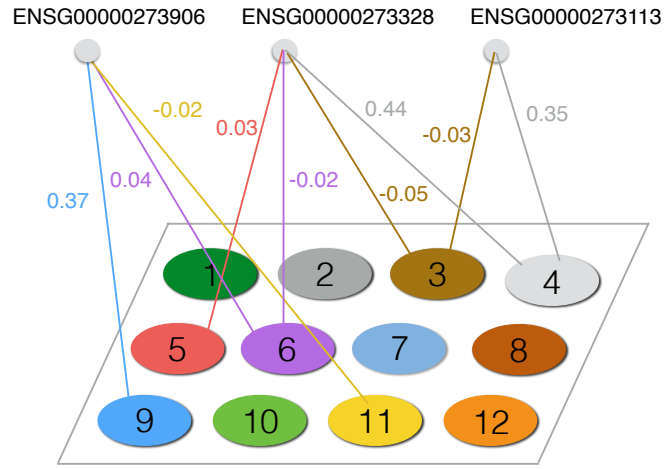 ENSG00000273906 ENSG00000273328 ENSG00000273113
-0.02 0.03 0.44 -0.03 0.35
0.37 0.04 -0.02 -0.05
1 2 3 4
5 6 7 8
9 10 11 12